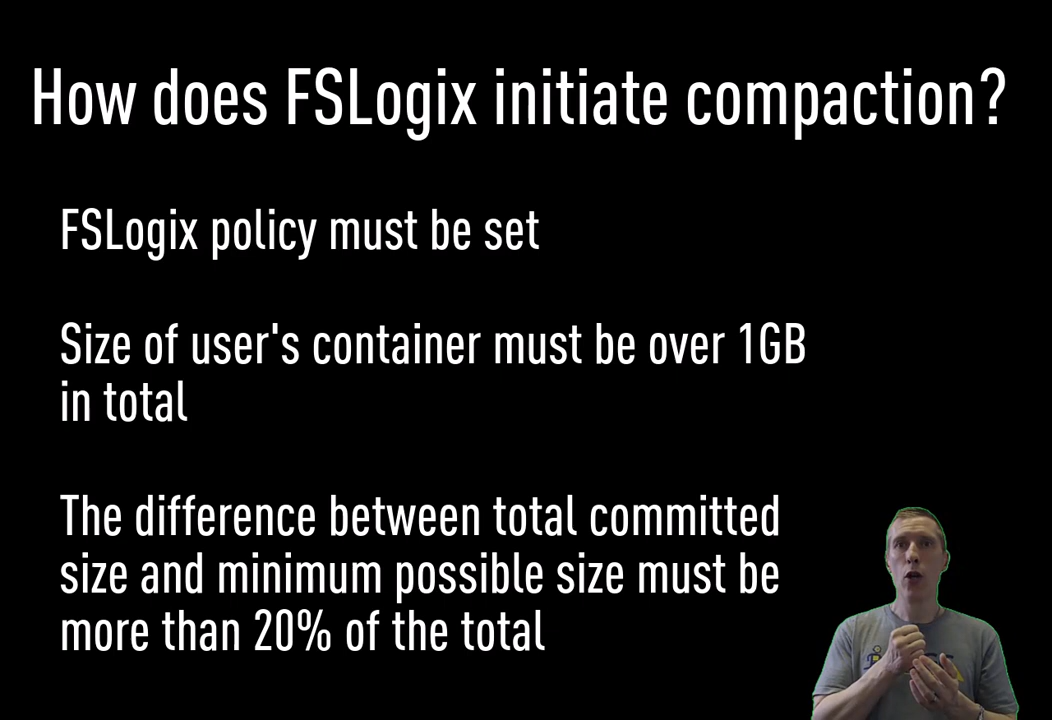 How does FSLogix initiate compaction?
FSLogix policy must be set
Size of user's container must be over 1GB
in total
The difference between total committed
size and minimum possible size must be
more than 20% of the total